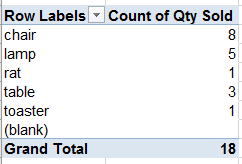 Row Labels Count of Qty Sold
chair 8
lamp 5
rat 1
table 3
toaster 1
(blank)
Grand Total 18